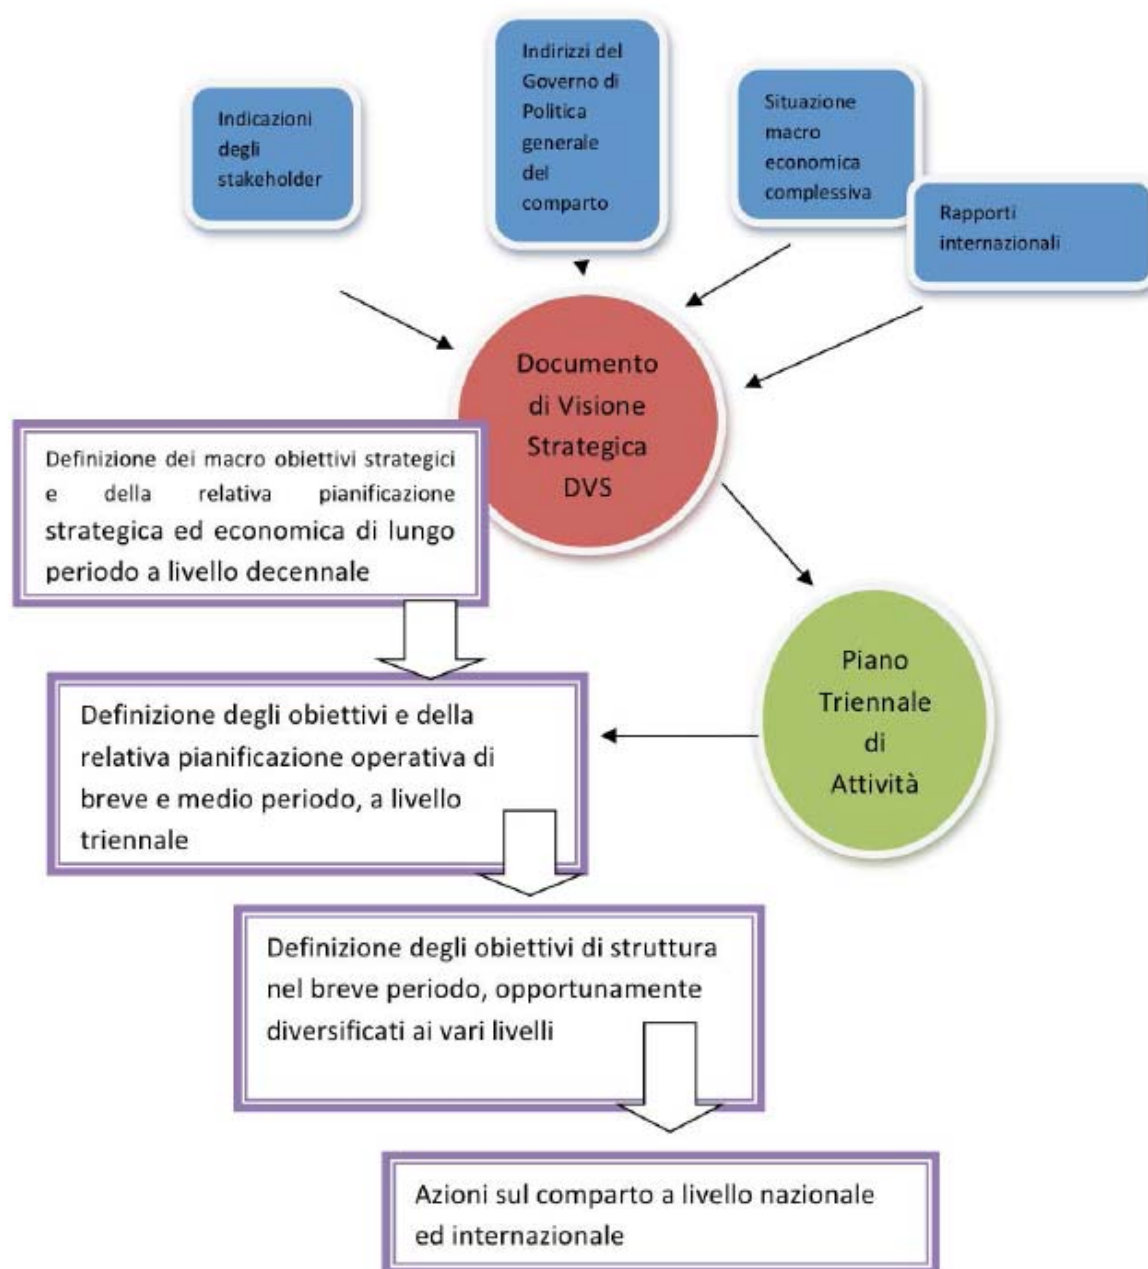 Indicazioni
degli
stakeholder
Indirizzi del
Governo di
Politica
generale
del
comparto
Situazione
macro
economica
complessiva
Rapporti
internazionali
Documento
di Visione
Strategica
DVS
Definizione dei macro obiettivi strategici
e della relativa pianificazione
strategica ed economica di lungo
periodo a livello decennale
Piano
Triennale
di
Attività
Definizione degli obiettivi e della
relativa pianificazione operativa di
breve e medio periodo, a livello
triennale
Definizione degli obiettivi di struttura
nel breve periodo, opportunamente
diversificati ai vari livelli
Azioni sul comparto a livello nazionale
ed internazionale